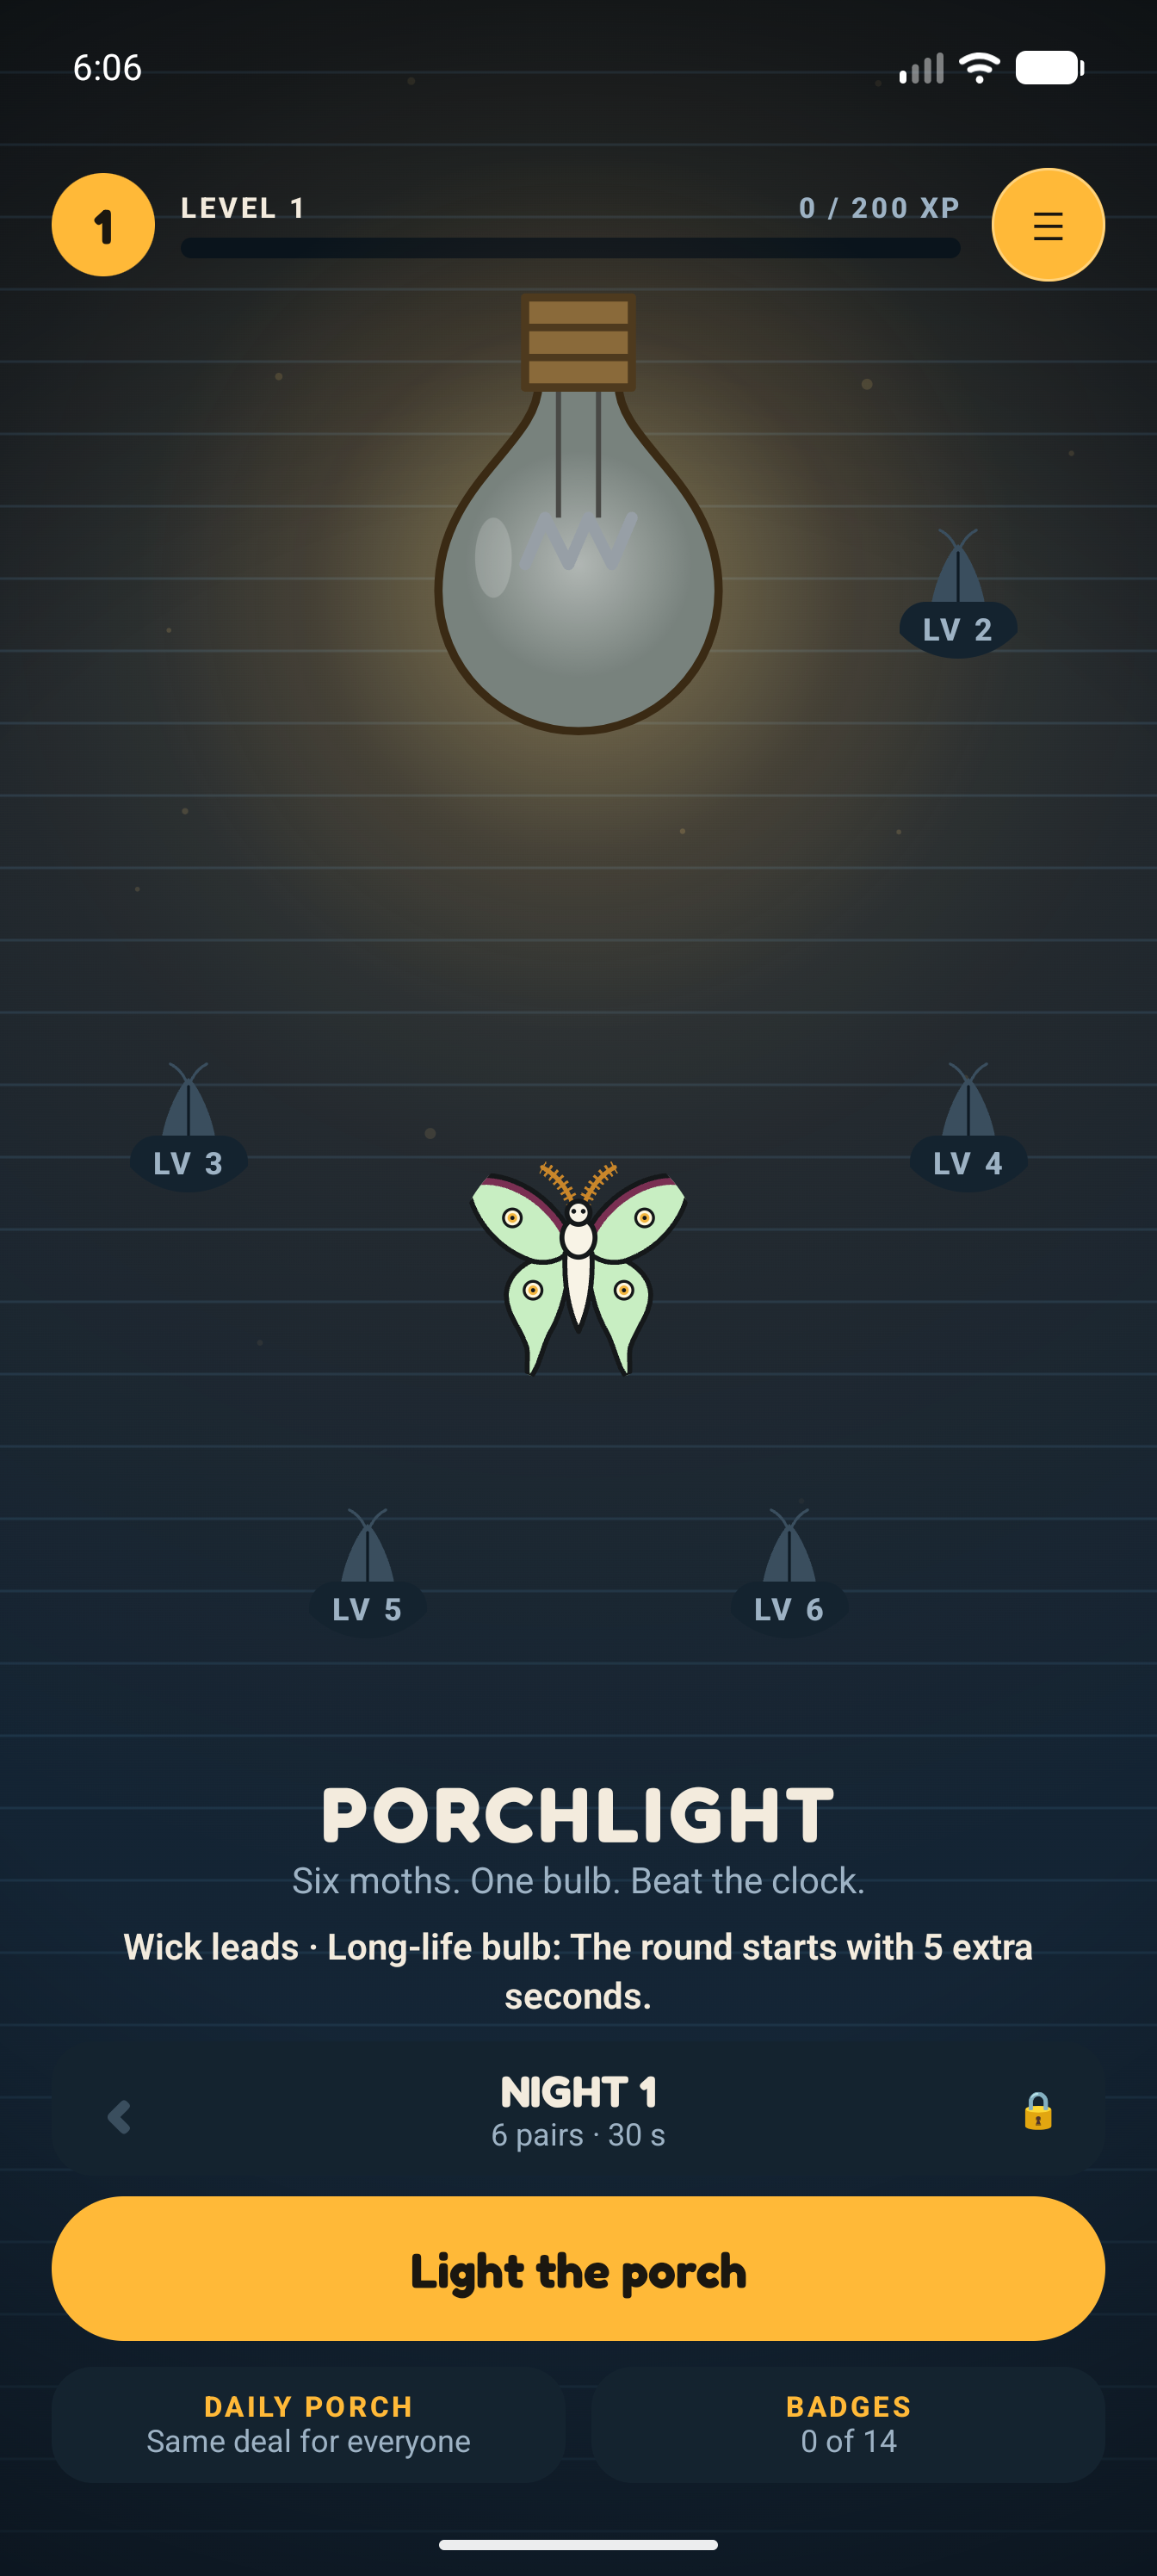 6:06
1
LEVEL 1
0 / 200 XP
LV 2
LV 3
LV 4
LV 5
LV 6
PORCHLIGHT
Six moths. One bulb. Beat the clock.
Wick leads · Long-life bulb: The round starts with 5 extra
seconds.
NIGHT 1
6 pairs · 30 s
Light the porch
DAILY PORCH
Same deal for everyone
BADGES
0 of 14